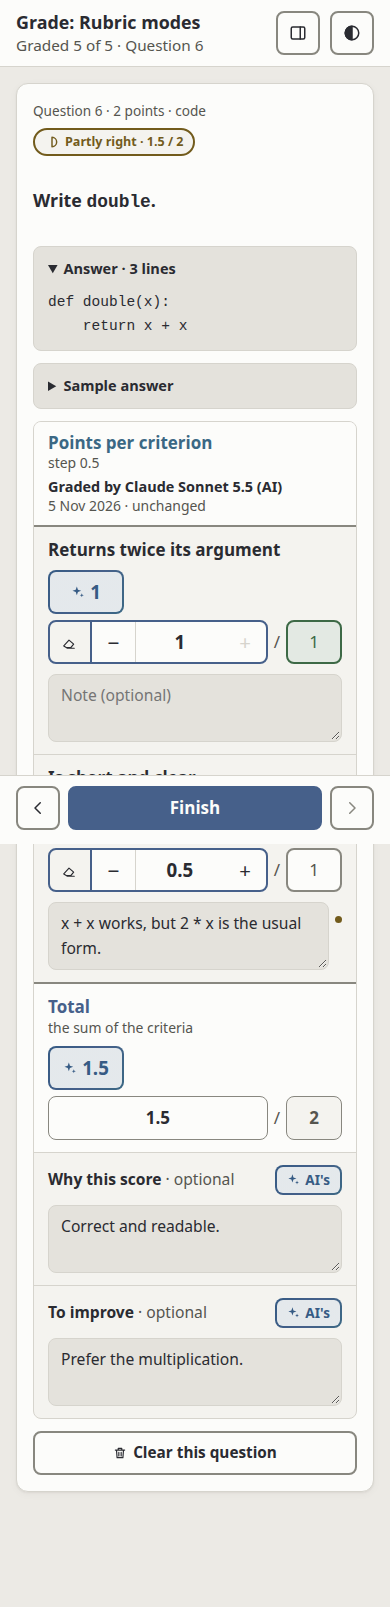 Grade: Rubric modes
Graded 5 of 5 · Question 6
Question 6 · 2 points · code
Partly right · 1.5 / 2
Write double.
Answer · 3 lines
def double(x):
    return x + x
Sample answer
Points per criterion
step 0.5
Graded by Claude Sonnet 5.5 (AI)
5 Nov 2026 · unchanged
Returns twice its argument
1
− 1 + / 1
Note (optional)
Finish
− 0.5 + / 1
x + x works, but 2 * x is the usual
form.
Total
the sum of the criteria
1.5
1.5 / 2
Why this score · optional AI's
Correct and readable.
To improve · optional AI's
Prefer the multiplication.
Clear this question